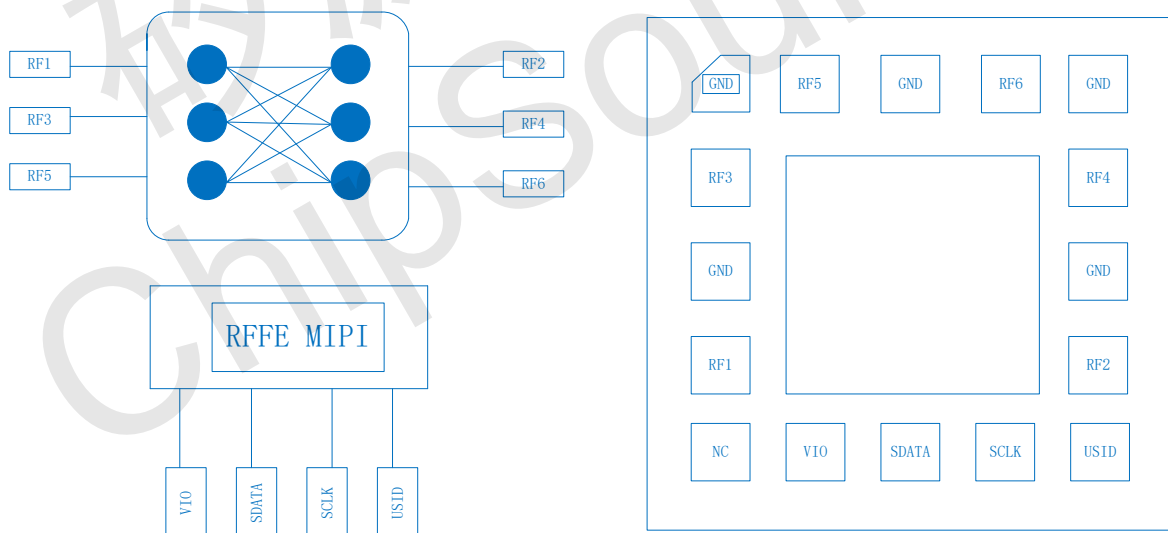 RF1
RF3
RF5
RF2
RF4
RF6
RFFE MIPI
VIO
SDATA
SCLK
USID
GND RF5 GND RF6 GND
RF3 RF4
GND GND
RF1 RF2
NC VIO SDATA SCLK USID